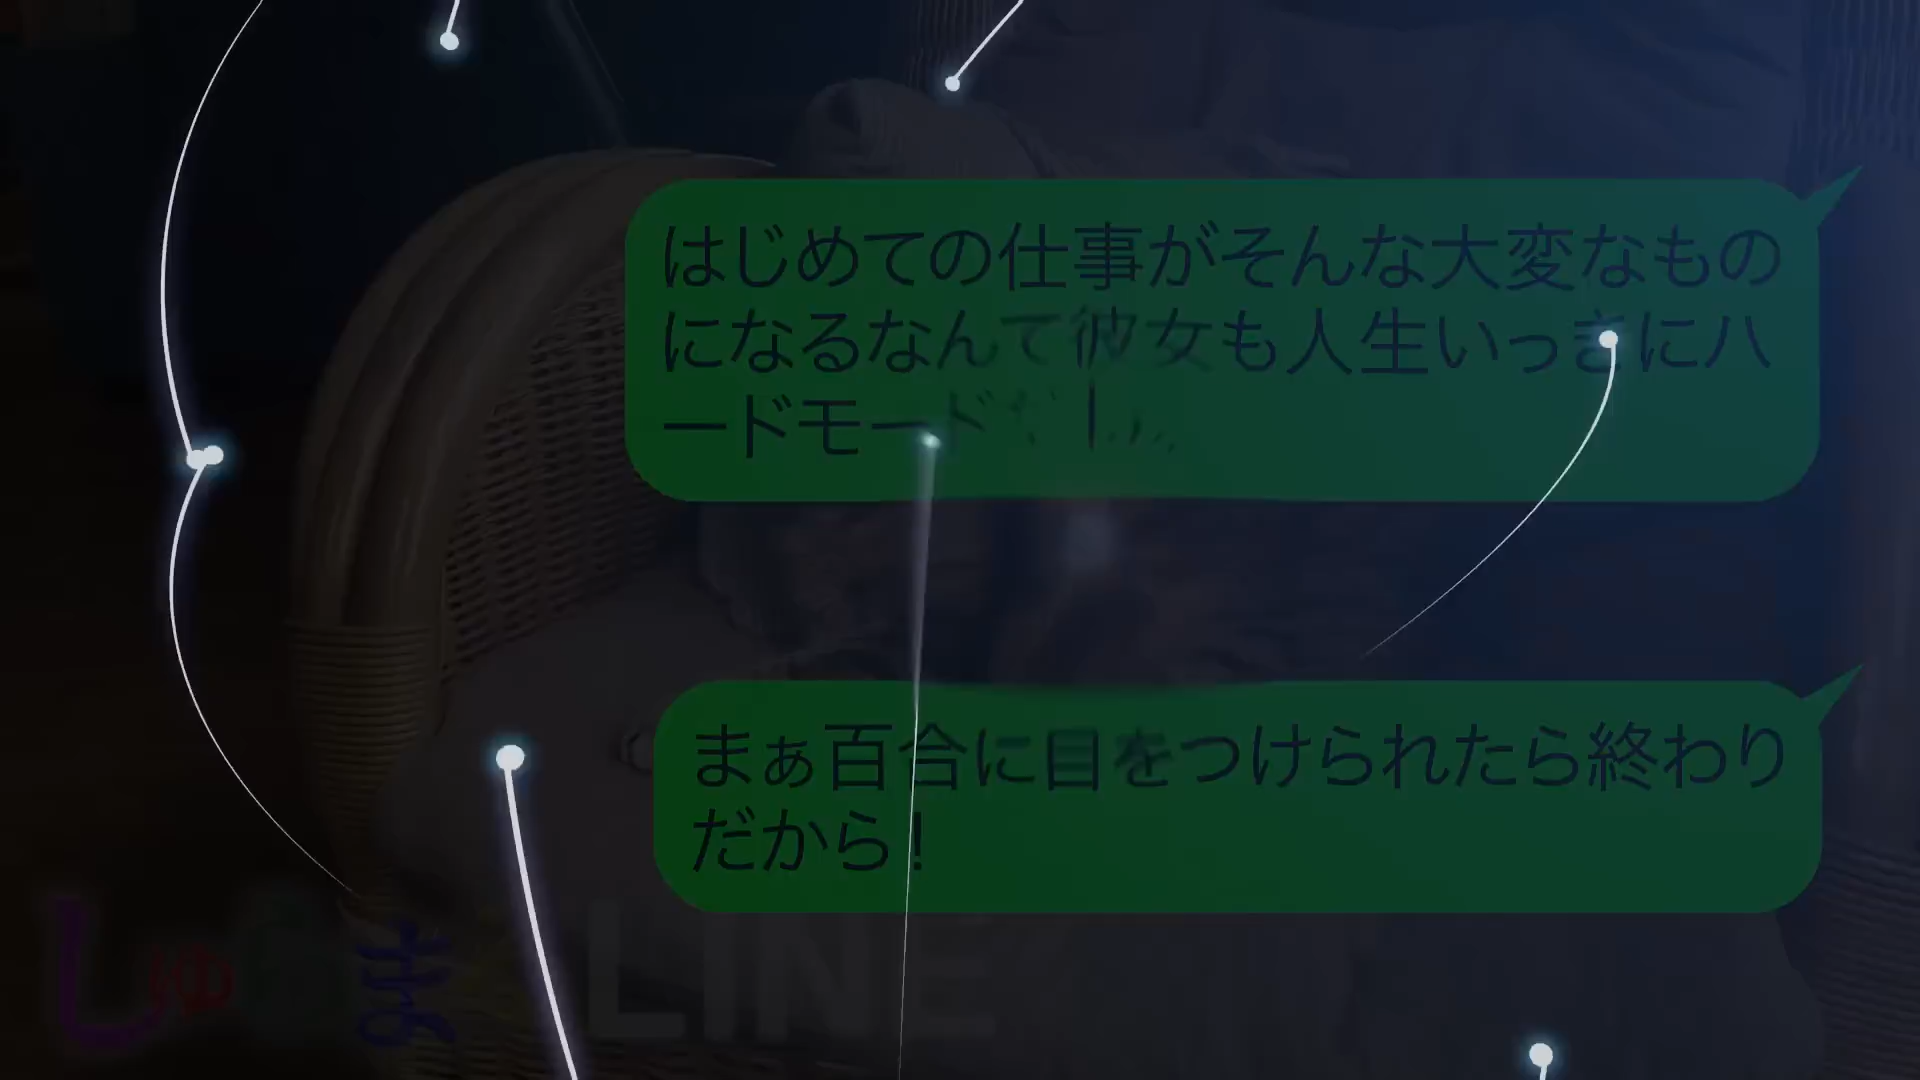 はじめての仕事がそんな大変なもの
になるなんて彼女も人生いっきにハ
ードモード
まぁ百合に目をつけられたら終わり
だから！
しゅらま LINE